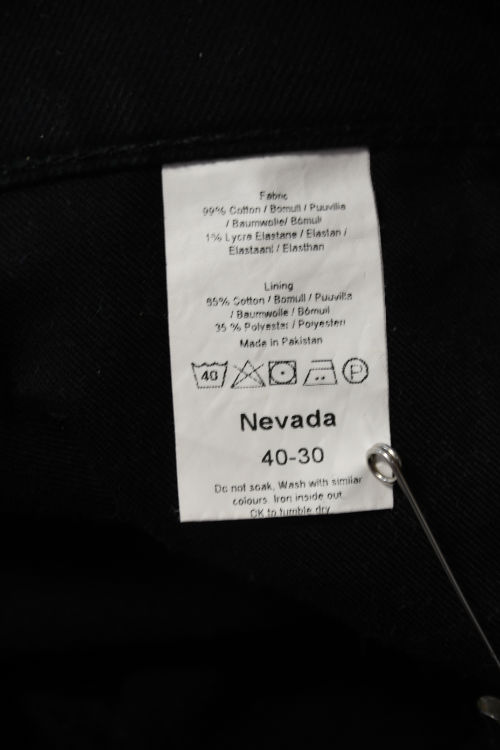 Fabric
99% Cotton / Bomull / Puuvilla
/ Baumwolle/ Bómull
1% Lycra Elastane / Elastan /
Elastaani / Elasthan
Lining
65% Cotton / Bomull / Puuvilla
/ Baumwolle / Bómull
35 % Polyester / Polyesteri
Made in Pakistan
40 P
Nevada
40-30
Do not soak, Wash with similar
colours. Iron inside out.
OK to tumble dry